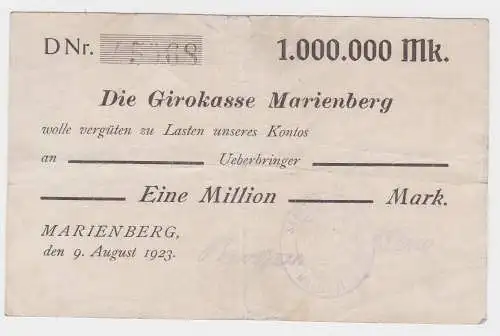 DNr. 1.000.000 Mk.
Die Girokasse Marienberg
wolle vergüten zu Lasten unseres Kontos
an Ueberbringer
Eine Million Mark.
MARIENBERG,
den 9. August 1923.